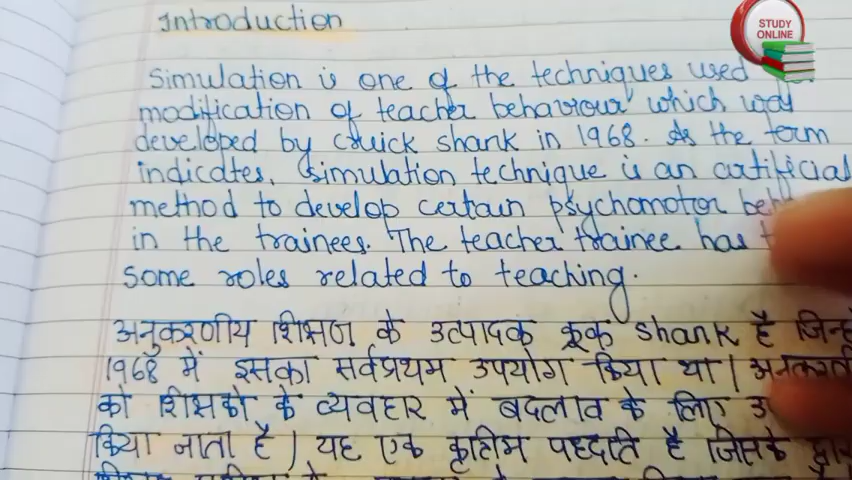 Introduction
STUDY
ONLINE
Simulation is one of the techniques used
modification of teacher behaviour which was
developed by Cruick shank in 1968. As the term
indicates, simulation technique is an artificial
method to develop certain psychomotor
in the trainees. The teacher trainee has
some roles related to teaching.
अनुकरणीय शिक्षण के उत्पादक क्रूक shank है
1968 में इसका सर्वप्रथम उपयोग किया था |
को शिक्षको के व्यवहार में बदलाव के लिए
किया जाता है | यह एक कृत्रिम पध्दति है जिसके